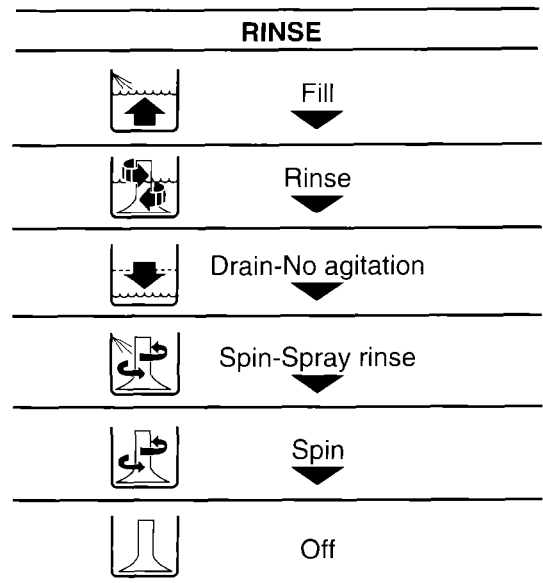 RINSE
Fill
Rinse
Drain-No agitation
Spin-Spray rinse
Spin
Off